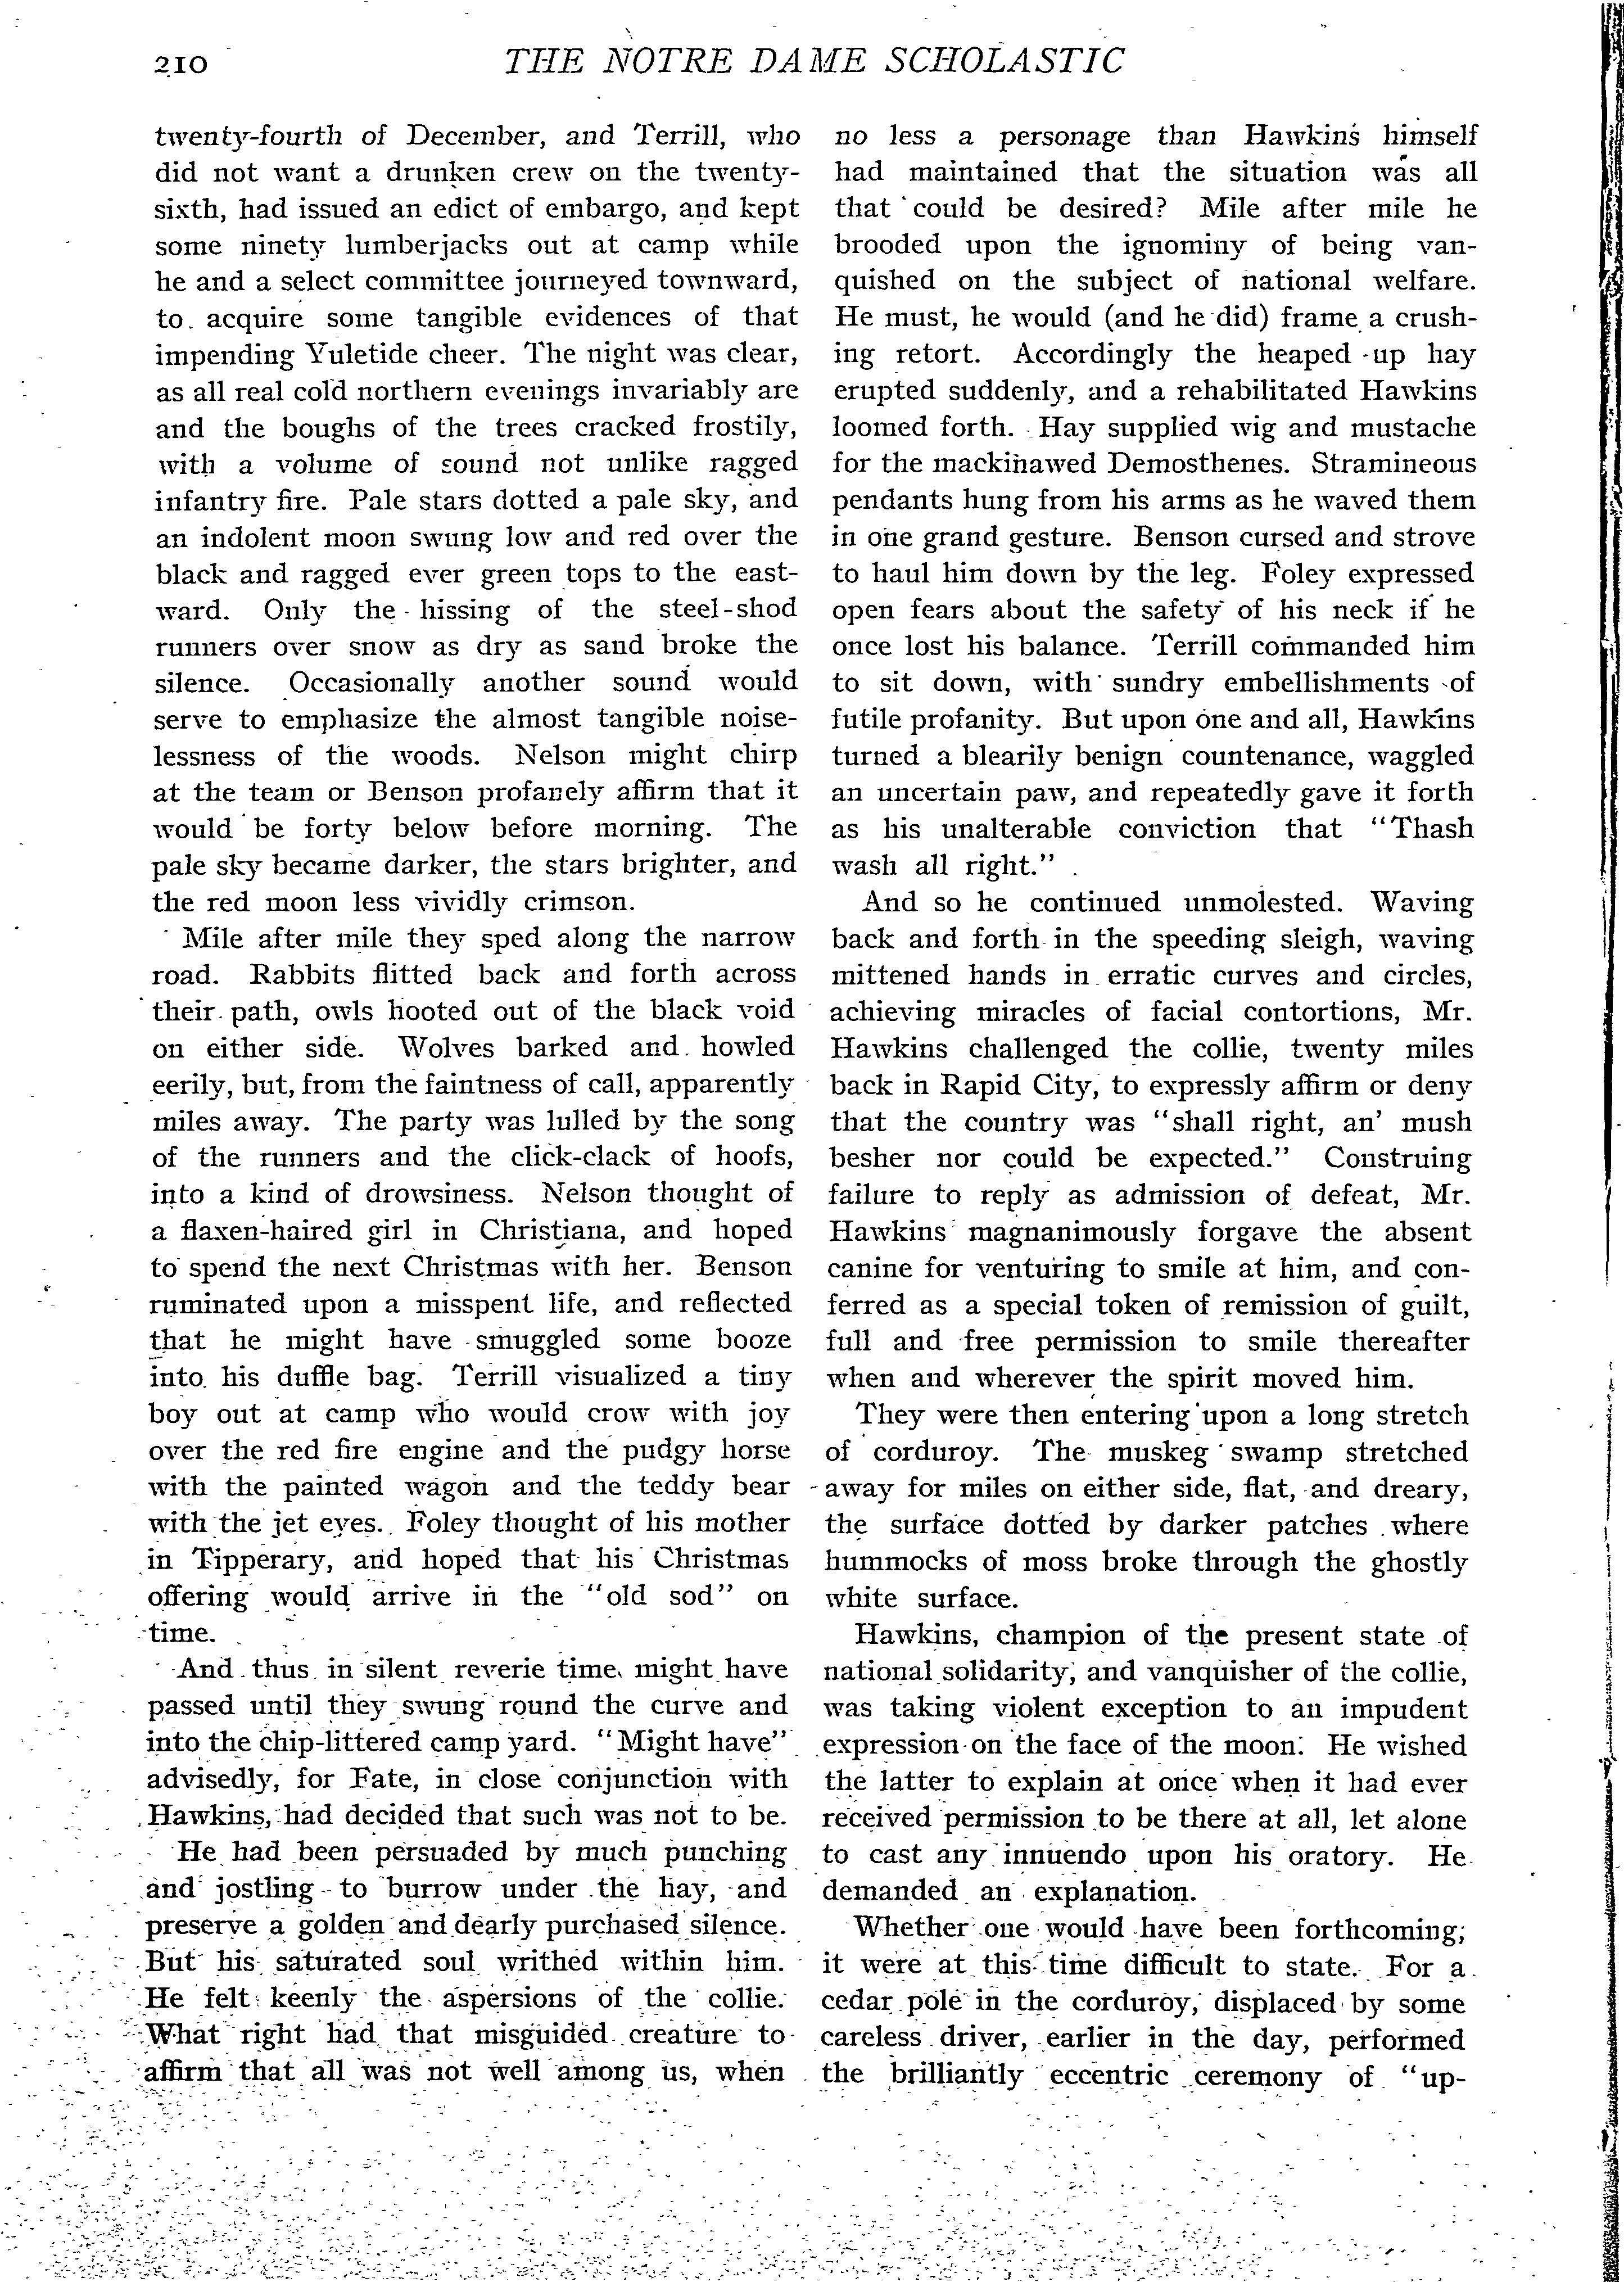 210
THE NOTRE DAME SCHOLASTIC
twenty-fourth of December, and Terrill, who
did not want a drunken crew on the twenty-
sixth, had issued an edict of embargo, and kept
some ninety lumberjacks out at camp while
he and a select committee journeyed townward,
to acquire some tangible evidences of that
impending Yuletide cheer. The night was clear,
as all real cold northern evenings invariably are
and the boughs of the trees cracked frostily,
with a volume of sound not unlike ragged
infantry fire. Pale stars dotted a pale sky, and
an indolent moon swung low and red over the
black and ragged ever green tops to the east-
ward. Only the hissing of the steel-shod
runners over snow as dry as sand broke the
silence. Occasionally another sound would
serve to emphasize the almost tangible noise-
lessness of the woods. Nelson might chirp
at the team or Benson profanely affirm that it
would be forty below before morning. The
pale sky became darker, the stars brighter, and
the red moon less vividly crimson.
Mile after mile they sped along the narrow
road. Rabbits flitted back and forth across
their path, owls hooted out of the black void
on either side. Wolves barked and howled
eerily, but, from the faintness of call, apparently
miles away. The party was lulled by the song
of the runners and the click-clack of hoofs,
into a kind of drowsiness. Nelson thought of
a flaxen-haired girl in Christiana, and hoped
to spend the next Christmas with her. Benson
ruminated upon a misspent life, and reflected
that he might have smuggled some booze
into his duffle bag. Terrill visualized a tiny
boy out at camp who would crow with joy
over the red fire engine and the pudgy horse
with the painted wagon and the teddy bear
with the jet eyes. Foley thought of his mother
in Tipperary, and hoped that his Christmas
offering would arrive in the "old sod" on
time.
And thus in silent reverie time might have
passed until they swung round the curve and
into the chip-littered camp yard. "Might have"
advisedly, for Fate, in close conjunction with
Hawkins, had decided that such was not to be.
He had been persuaded by much punching
and jostling to burrow under the hay, and
preserve a golden and dearly purchased silence.
But his saturated soul writhed within him.
He felt keenly the aspersions of the collie.
What right had that misguided creature to
affirm that all was not well among us, when
no less a personage than Hawkins himself
had maintained that the situation was all
that could be desired? Mile after mile he
brooded upon the ignominy of being van-
quished on the subject of national welfare.
He must, he would (and he did) frame a crush-
ing retort. Accordingly the heaped up hay
erupted suddenly, and a rehabilitated Hawkins
loomed forth. Hay supplied wig and mustache
for the mackinawed Demosthenes. Stramineous
pendants hung from his arms as he waved them
in one grand gesture. Benson cursed and strove
to haul him down by the leg. Foley expressed
open fears about the safety of his neck if he
once lost his balance. Terrill commanded him
to sit down, with sundry embellishments of
futile profanity. But upon one and all, Hawkins
turned a blearily benign countenance, waggled
an uncertain paw, and repeatedly gave it forth
as his unalterable conviction that "Thash
wash all right."
And so he continued unmolested. Waving
back and forth in the speeding sleigh, waving
mittened hands in erratic curves and circles,
achieving miracles of facial contortions, Mr.
Hawkins challenged the collie, twenty miles
back in Rapid City, to expressly affirm or deny
that the country was "shall right, an' mush
besher nor could be expected." Construing
failure to reply as admission of defeat, Mr.
Hawkins magnanimously forgave the absent
canine for venturing to smile at him, and con-
ferred as a special token of remission of guilt,
full and free permission to smile thereafter
when and wherever the spirit moved him.
They were then entering upon a long stretch
of corduroy. The muskeg swamp stretched
away for miles on either side, flat, and dreary,
the surface dotted by darker patches where
hummocks of moss broke through the ghostly
white surface.
Hawkins, champion of the present state of
national solidarity, and vanquisher of the collie,
was taking violent exception to an impudent
expression on the face of the moon. He wished
the latter to explain at once when it had ever
received permission to be there at all, let alone
to cast any innuendo upon his oratory. He
demanded an explanation.
Whether one would have been forthcoming,
it were at this time difficult to state. For a
cedar pole in the corduroy, displaced by some
careless driver, earlier in the day, performed
the brilliantly eccentric ceremony of "up-